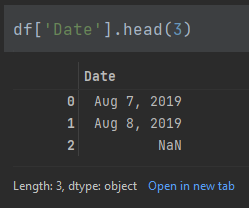 df['Date'].head(3)
Date
0 Aug 7, 2019
1 Aug 8, 2019
2 NaN
Length: 3, dtype: object Open in new tab